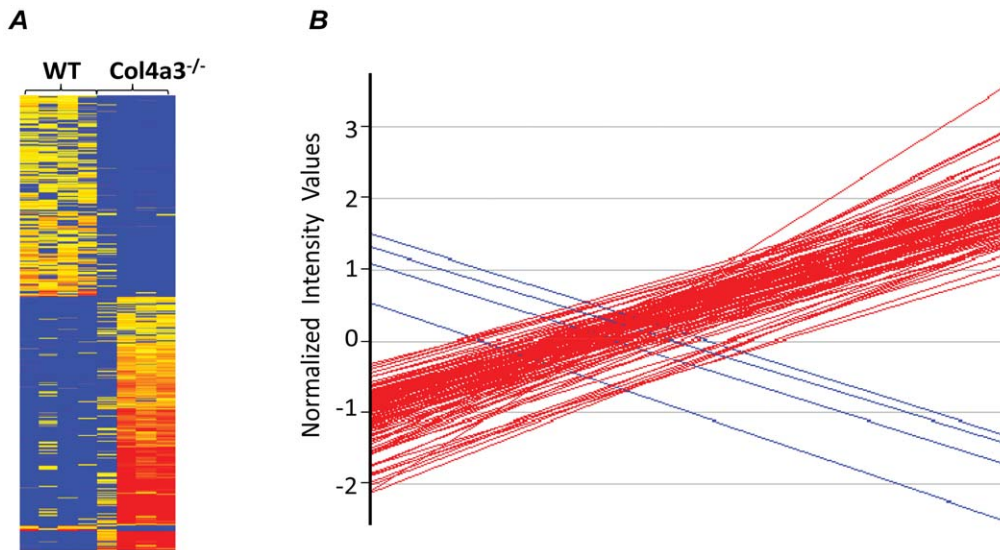 A
B
WT
Col4a3-/-
Normalized Intensity Values
3
2
1
0
-1
-2